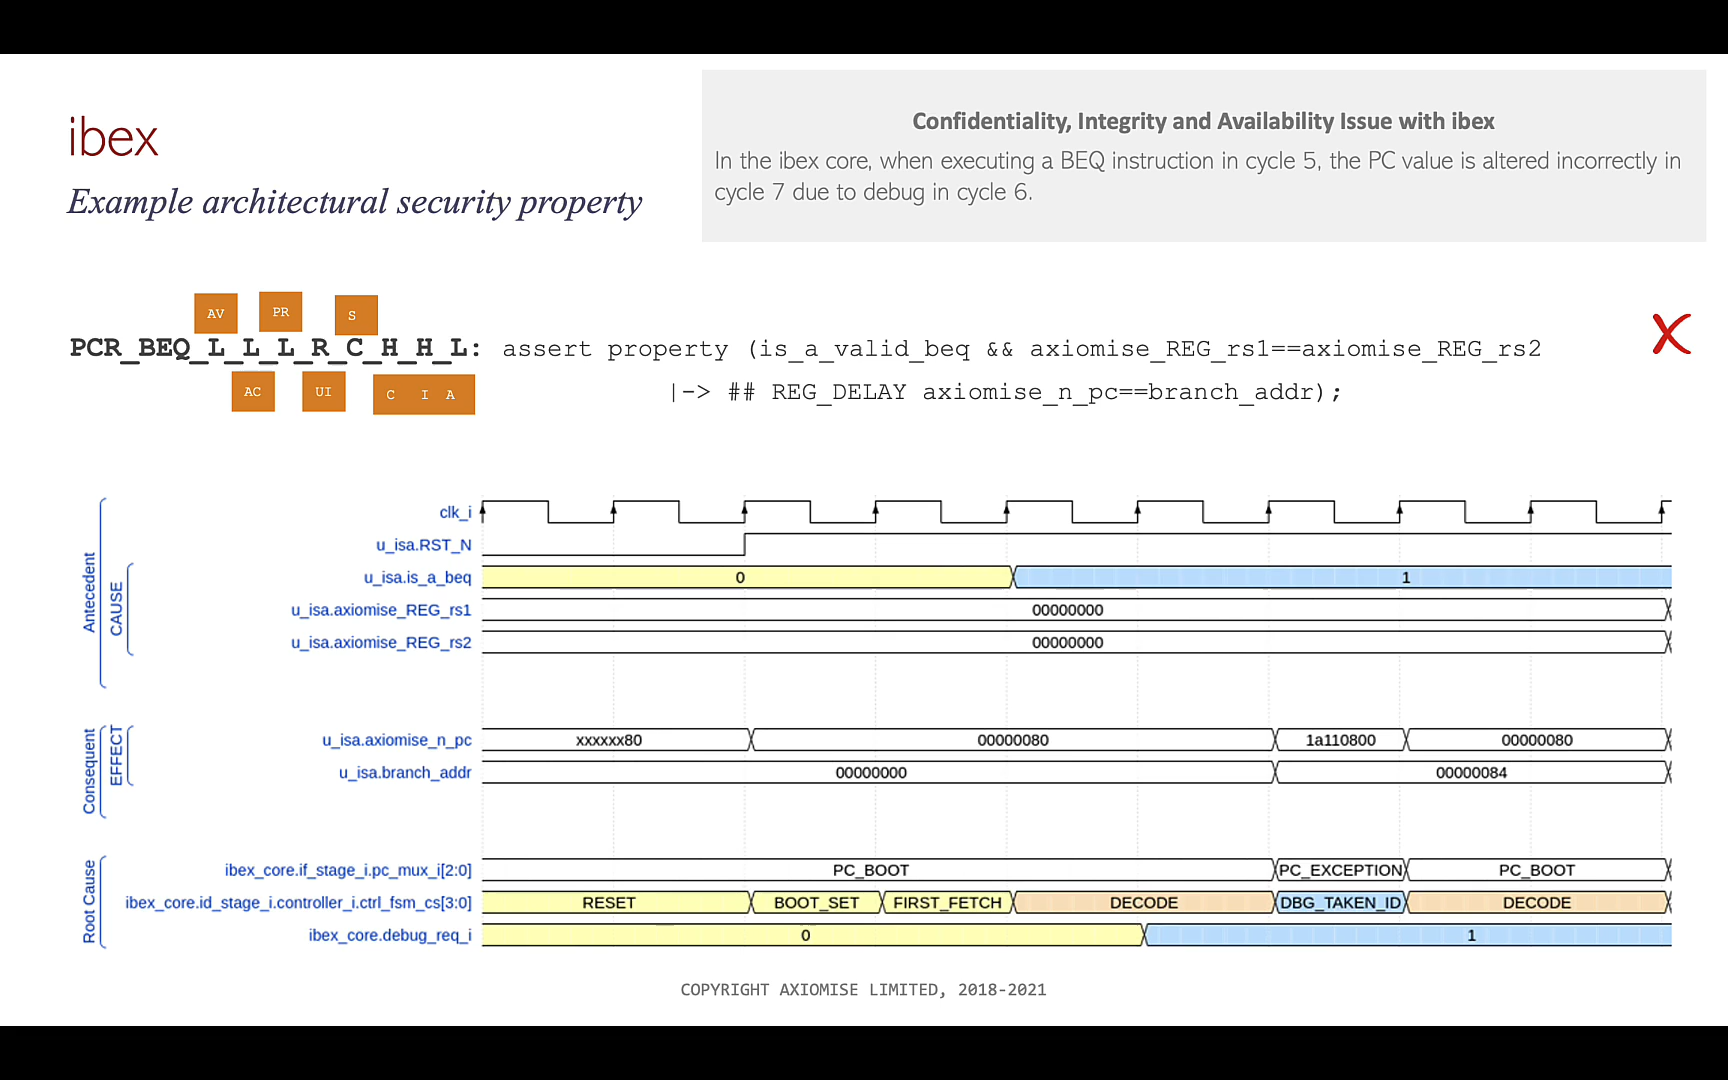 ibex
Example architectural security property
Confidentiality, Integrity and Availability Issue with ibex
In the ibex core, when executing a BEQ instruction in cycle 5, the PC value is altered incorrectly in
cycle 7 due to debug in cycle 6.
AV PR S
PCR_BEQ_L_L_L_R_C_H_H_L: assert property (is_a_valid_beq && axiomise_REG_rs1==axiomise_REG_rs2
AC UI C I A
|-> ## REG_DELAY axiomise_n_pc==branch_addr);
X
Antecedent
CAUSE
clk_i
u_isa.RST_N
u_isa.is_a_beq 0 1
u_isa.axiomise_REG_rs1 00000000
u_isa.axiomise_REG_rs2 00000000
Consequent
EFFECT
u_isa.axiomise_n_pc xxxxxx80 00000080 1a110800 00000080
u_isa.branch_addr 00000000 00000084
Root Cause
ibex_core.if_stage_i.pc_mux_i[2:0] PC_BOOT PC_EXCEPTION PC_BOOT
ibex_core.id_stage_i.controller_i.ctrl_fsm_cs[3:0] RESET BOOT_SET FIRST_FETCH DECODE DBG_TAKEN_ID DECODE
ibex_core.debug_req_i 0 1
COPYRIGHT AXIOMISE LIMITED, 2018-2021